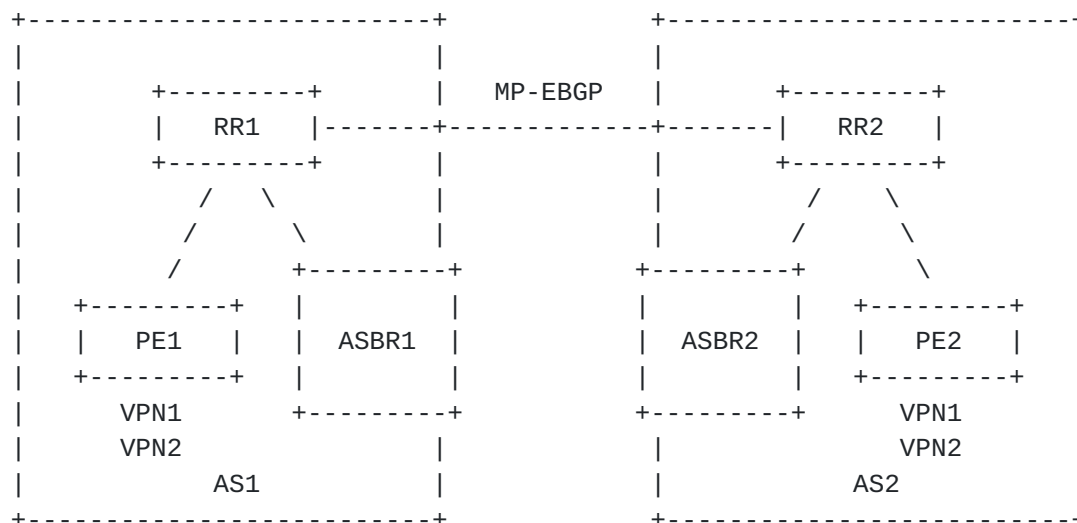 MP-EBGP
RR1 RR2
PE1 ASBR1 ASBR2 PE2
VPN1 VPN1
VPN2 VPN2
AS1 AS2